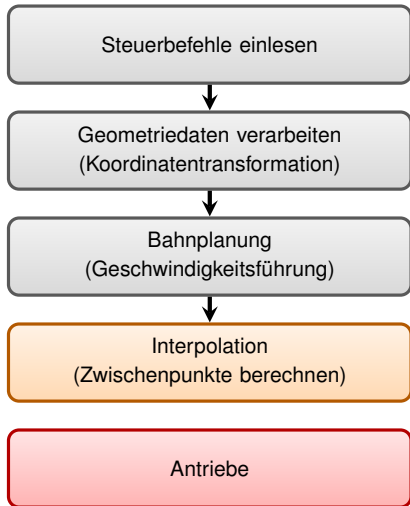 Steuerbefehle einlesen
Geometriedaten verarbeiten
(Koordinatentransformation)
Bahnplanung
(Geschwindigkeitsführung)
Interpolation
(Zwischenpunkte berechnen)
Antriebe